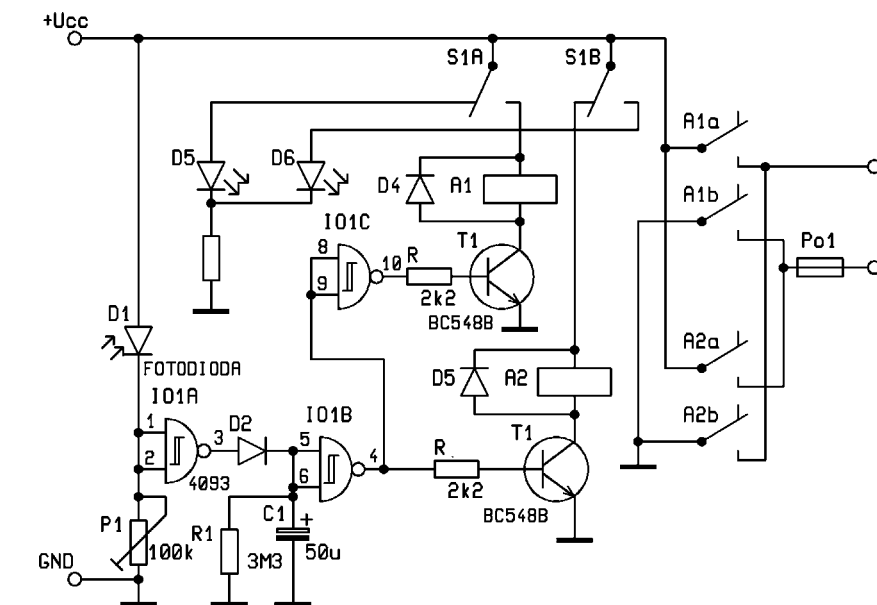 +Ucc
S1A
S1B
A1a
D5
D6
D4
A1
A1b
IO1C
T1
Po1
8
10
R
9
2k2
BC548B
D1
A2a
FOTODIODA
D5
A2
IO1A
IO1B
A2b
1
3
D2
5
4
R
T1
2
6
4093
2k2
C1
+
BC548B
P1
100k
R1
3M3
50u
GND